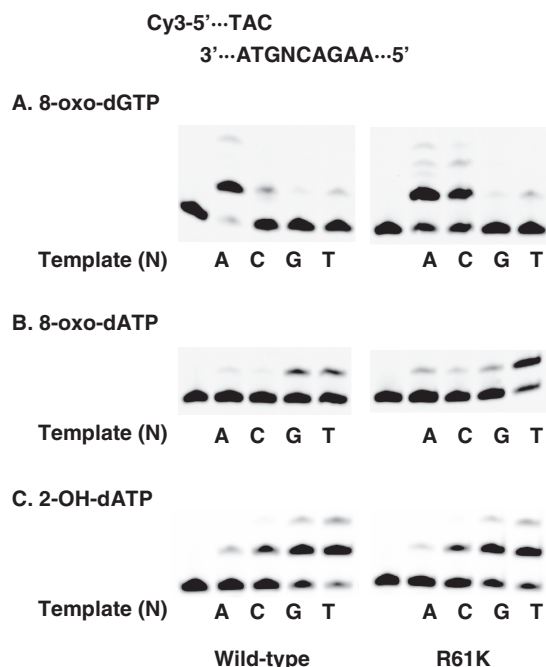 Cy3-5’···TAC
3’···ATGNCAGAA···5’
A. 8-oxo-dGTP
Template (N) A C G T A C G T
B. 8-oxo-dATP
Template (N) A C G T A C G T
C. 2-OH-dATP
Template (N) A C G T A C G T
Wild-type R61K